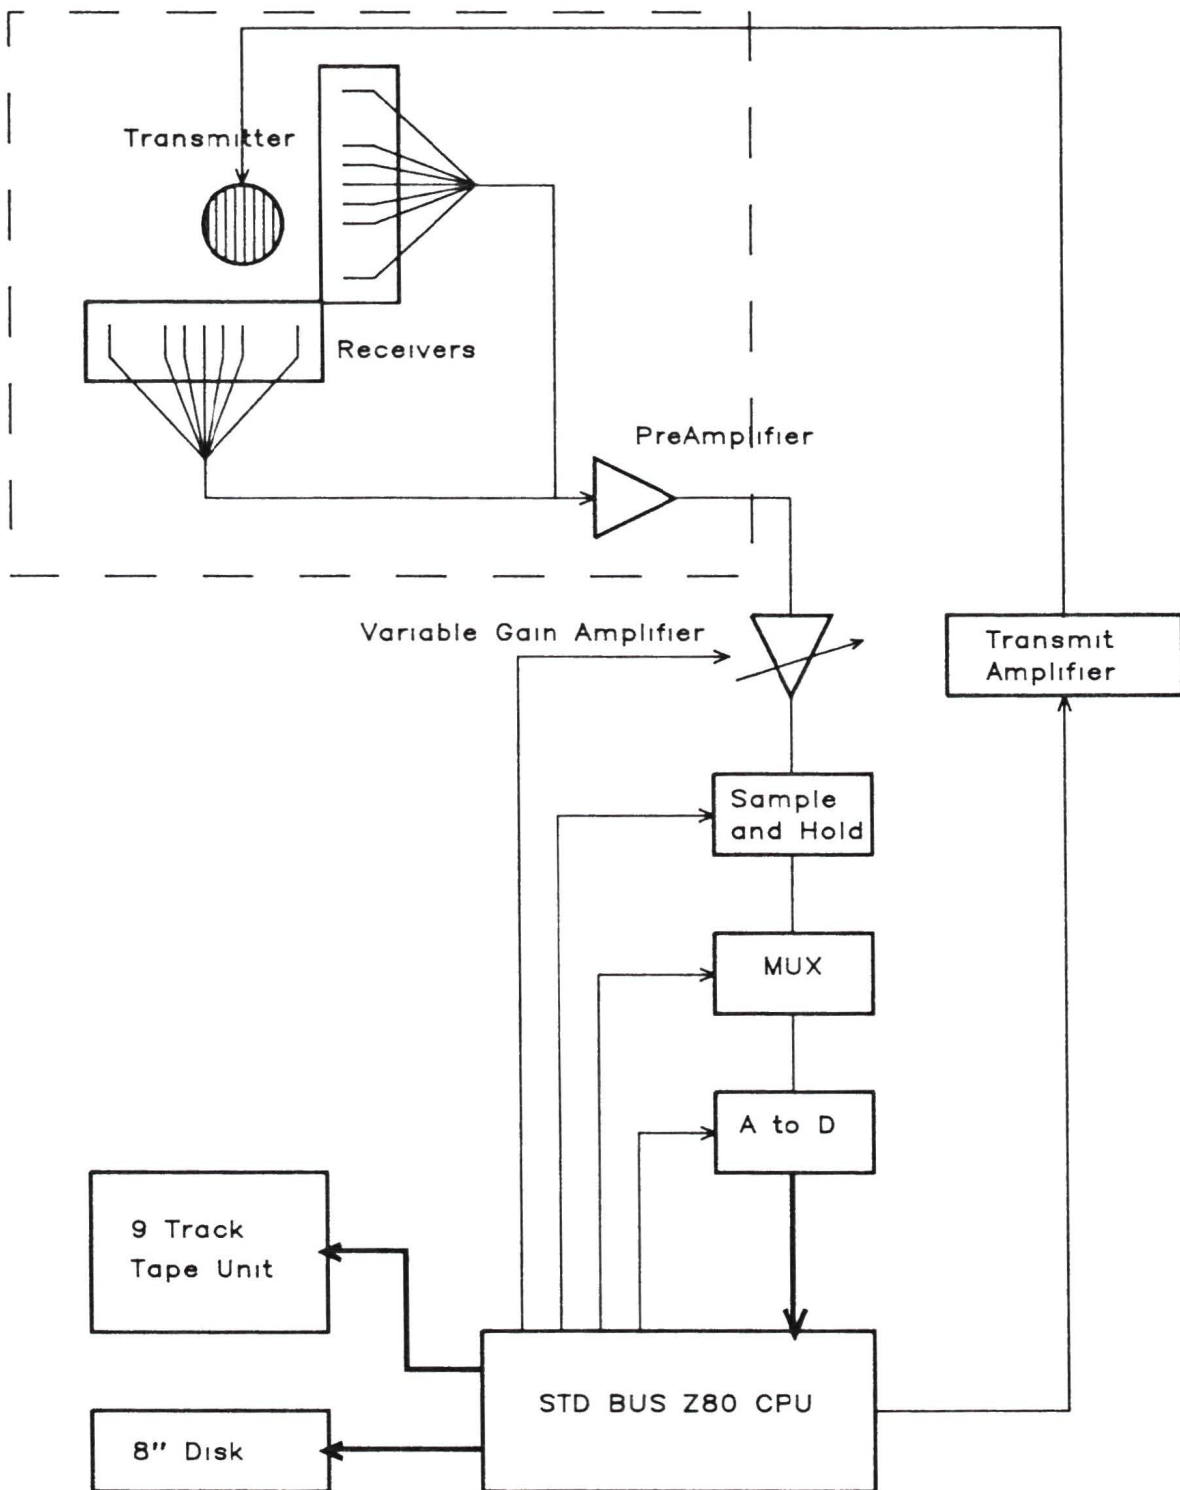 Transmitter
Receivers
PreAmplifier
Variable Gain Amplifier
Transmit
Amplifier
Sample
and Hold
MUX
A to D
9 Track
Tape Unit
STD BUS Z80 CPU
8" Disk